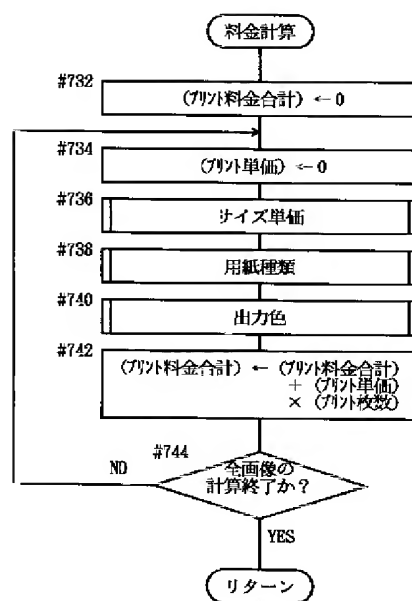 料金計算
#732
(プリント料金合計) ←0
#734
(プリント単価) ←0
#736
サイズ単価
#738
用紙種類
#740
出力色
#742
(プリント料金合計) ← (プリント料金合計)
+ (プリント単価)
× (プリント枚数)
#744
全画像の
計算終了か?
NO
YES
リターン